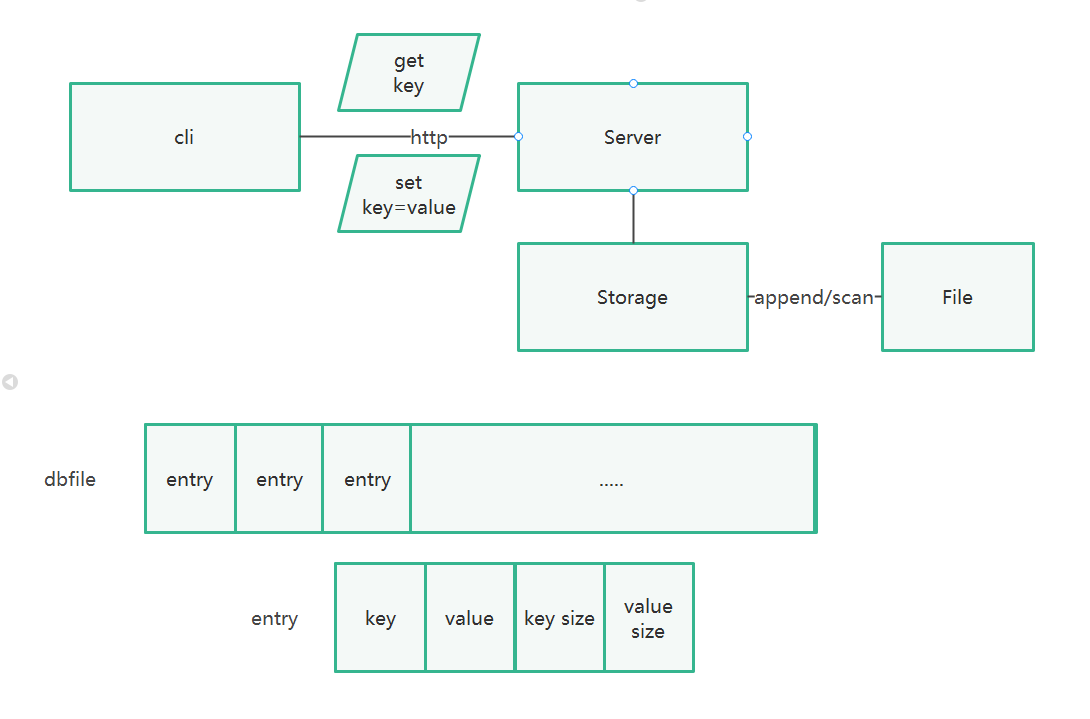 get
key
cli
http
Server
set
key=value
Storage
append/scan
File
dbfile
entry
entry
entry
.....
entry
key
value
key size
value
size